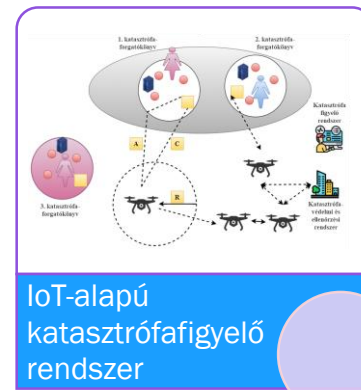 1. katasztrófa-
forgatókönyv
2. katasztrófa-
forgatókönyv
Katasztrófa
figyelő
rendszer
A
C
3. katasztrófa-
forgatókönyv
R
Katasztrófa-
védelmi és
ellenőrzési
rendszer
IoT-alapú
katasztrófafigyelő
rendszer